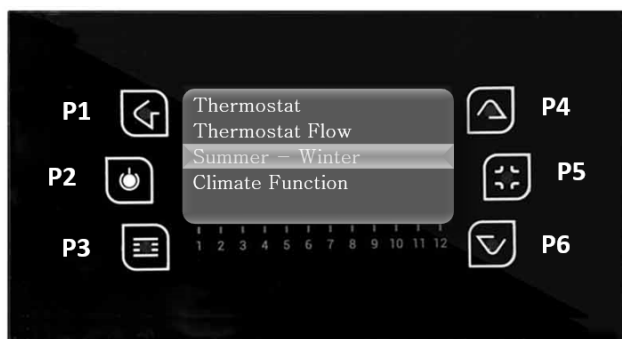 P1
P2
P3
Thermostat
Thermostat Flow
Summer - Winter
Climate Function
1 2 3 4 5 6 7 8 9 10 11 12
P4
P5
P6